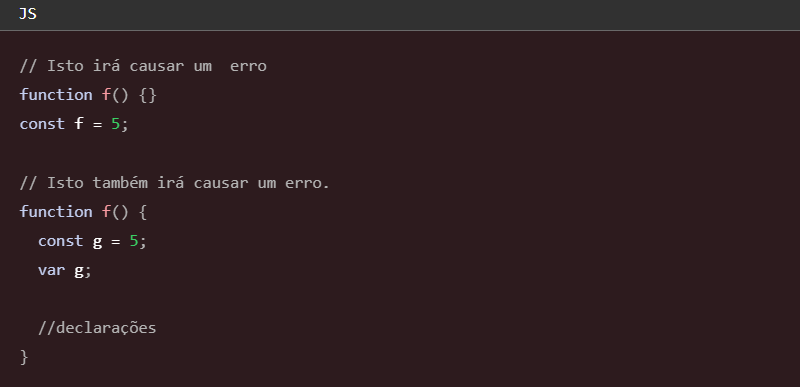 JS
// Isto irá causar um  erro
function f() {}
const f = 5;
// Isto também irá causar um erro.
function f() {
  const g = 5;
  var g;
  //declarações
}